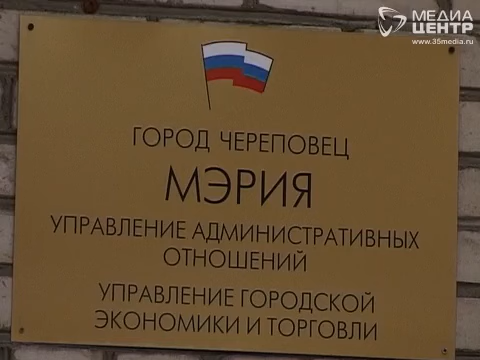 МЕДИА
ЦЕНТР
www.35media.ru
ГОРОД ЧЕРЕПОВЕЦ
МЭРИЯ
УПРАВЛЕНИЕ АДМИНИСТРАТИВНЫХ
ОТНОШЕНИЙ
УПРАВЛЕНИЕ ГОРОДСКОЙ
ЭКОНОМИКИ И ТОРГОВЛИ